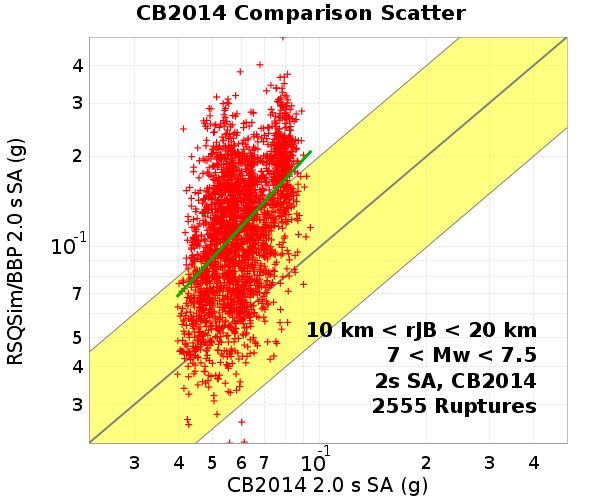 CB2014 Comparison Scatter
RSQSim/BBP 2.0 s SA (g)
4
3
2
10-1
7
5
4
3
10 km < rJB < 20 km
7 < Mw < 7.5
2s SA, CB2014
2555 Ruptures
3 4 5 6 7 10-1 2 3 4
CB2014 2.0 s SA (g)